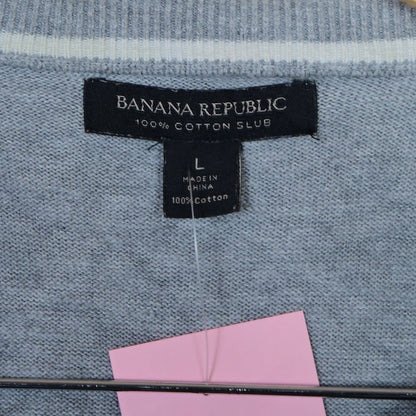 BANANA REPUBLIC
100% COTTON SLUB
L
MADE IN
CHINA
100% Cotton